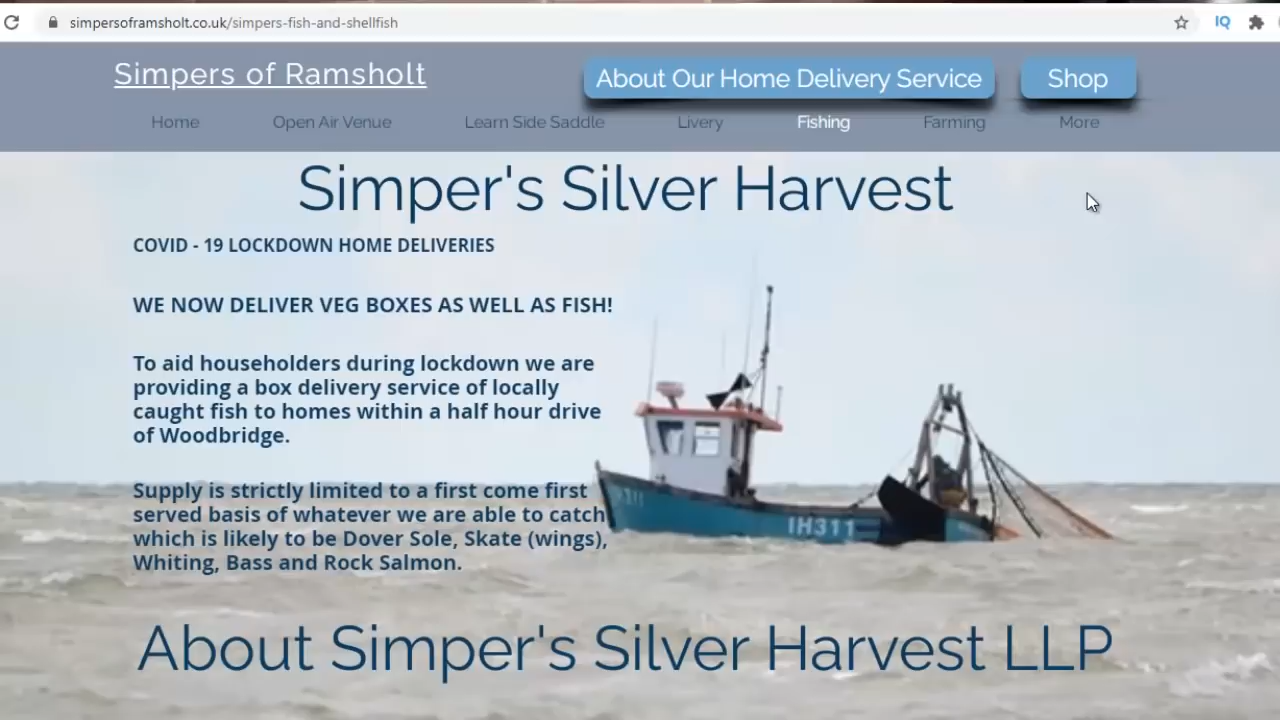 simpersoframsholt.co.uk/simpers-fish-and-shellfish
IQ
Simpers of Ramsholt
About Our Home Delivery Service
Shop
Home
Open Air Venue
Learn Side Saddle
Livery
Fishing
Farming
More
Simper's Silver Harvest
COVID - 19 LOCKDOWN HOME DELIVERIES
WE NOW DELIVER VEG BOXES AS WELL AS FISH!
To aid householders during lockdown we are
providing a box delivery service of locally
caught fish to homes within a half hour drive
of Woodbridge.
Supply is strictly limited to a first come first
served basis of whatever we are able to catch
which is likely to be Dover Sole, Skate (wings),
Whiting, Bass and Rock Salmon.
IH311
About Simper's Silver Harvest LLP